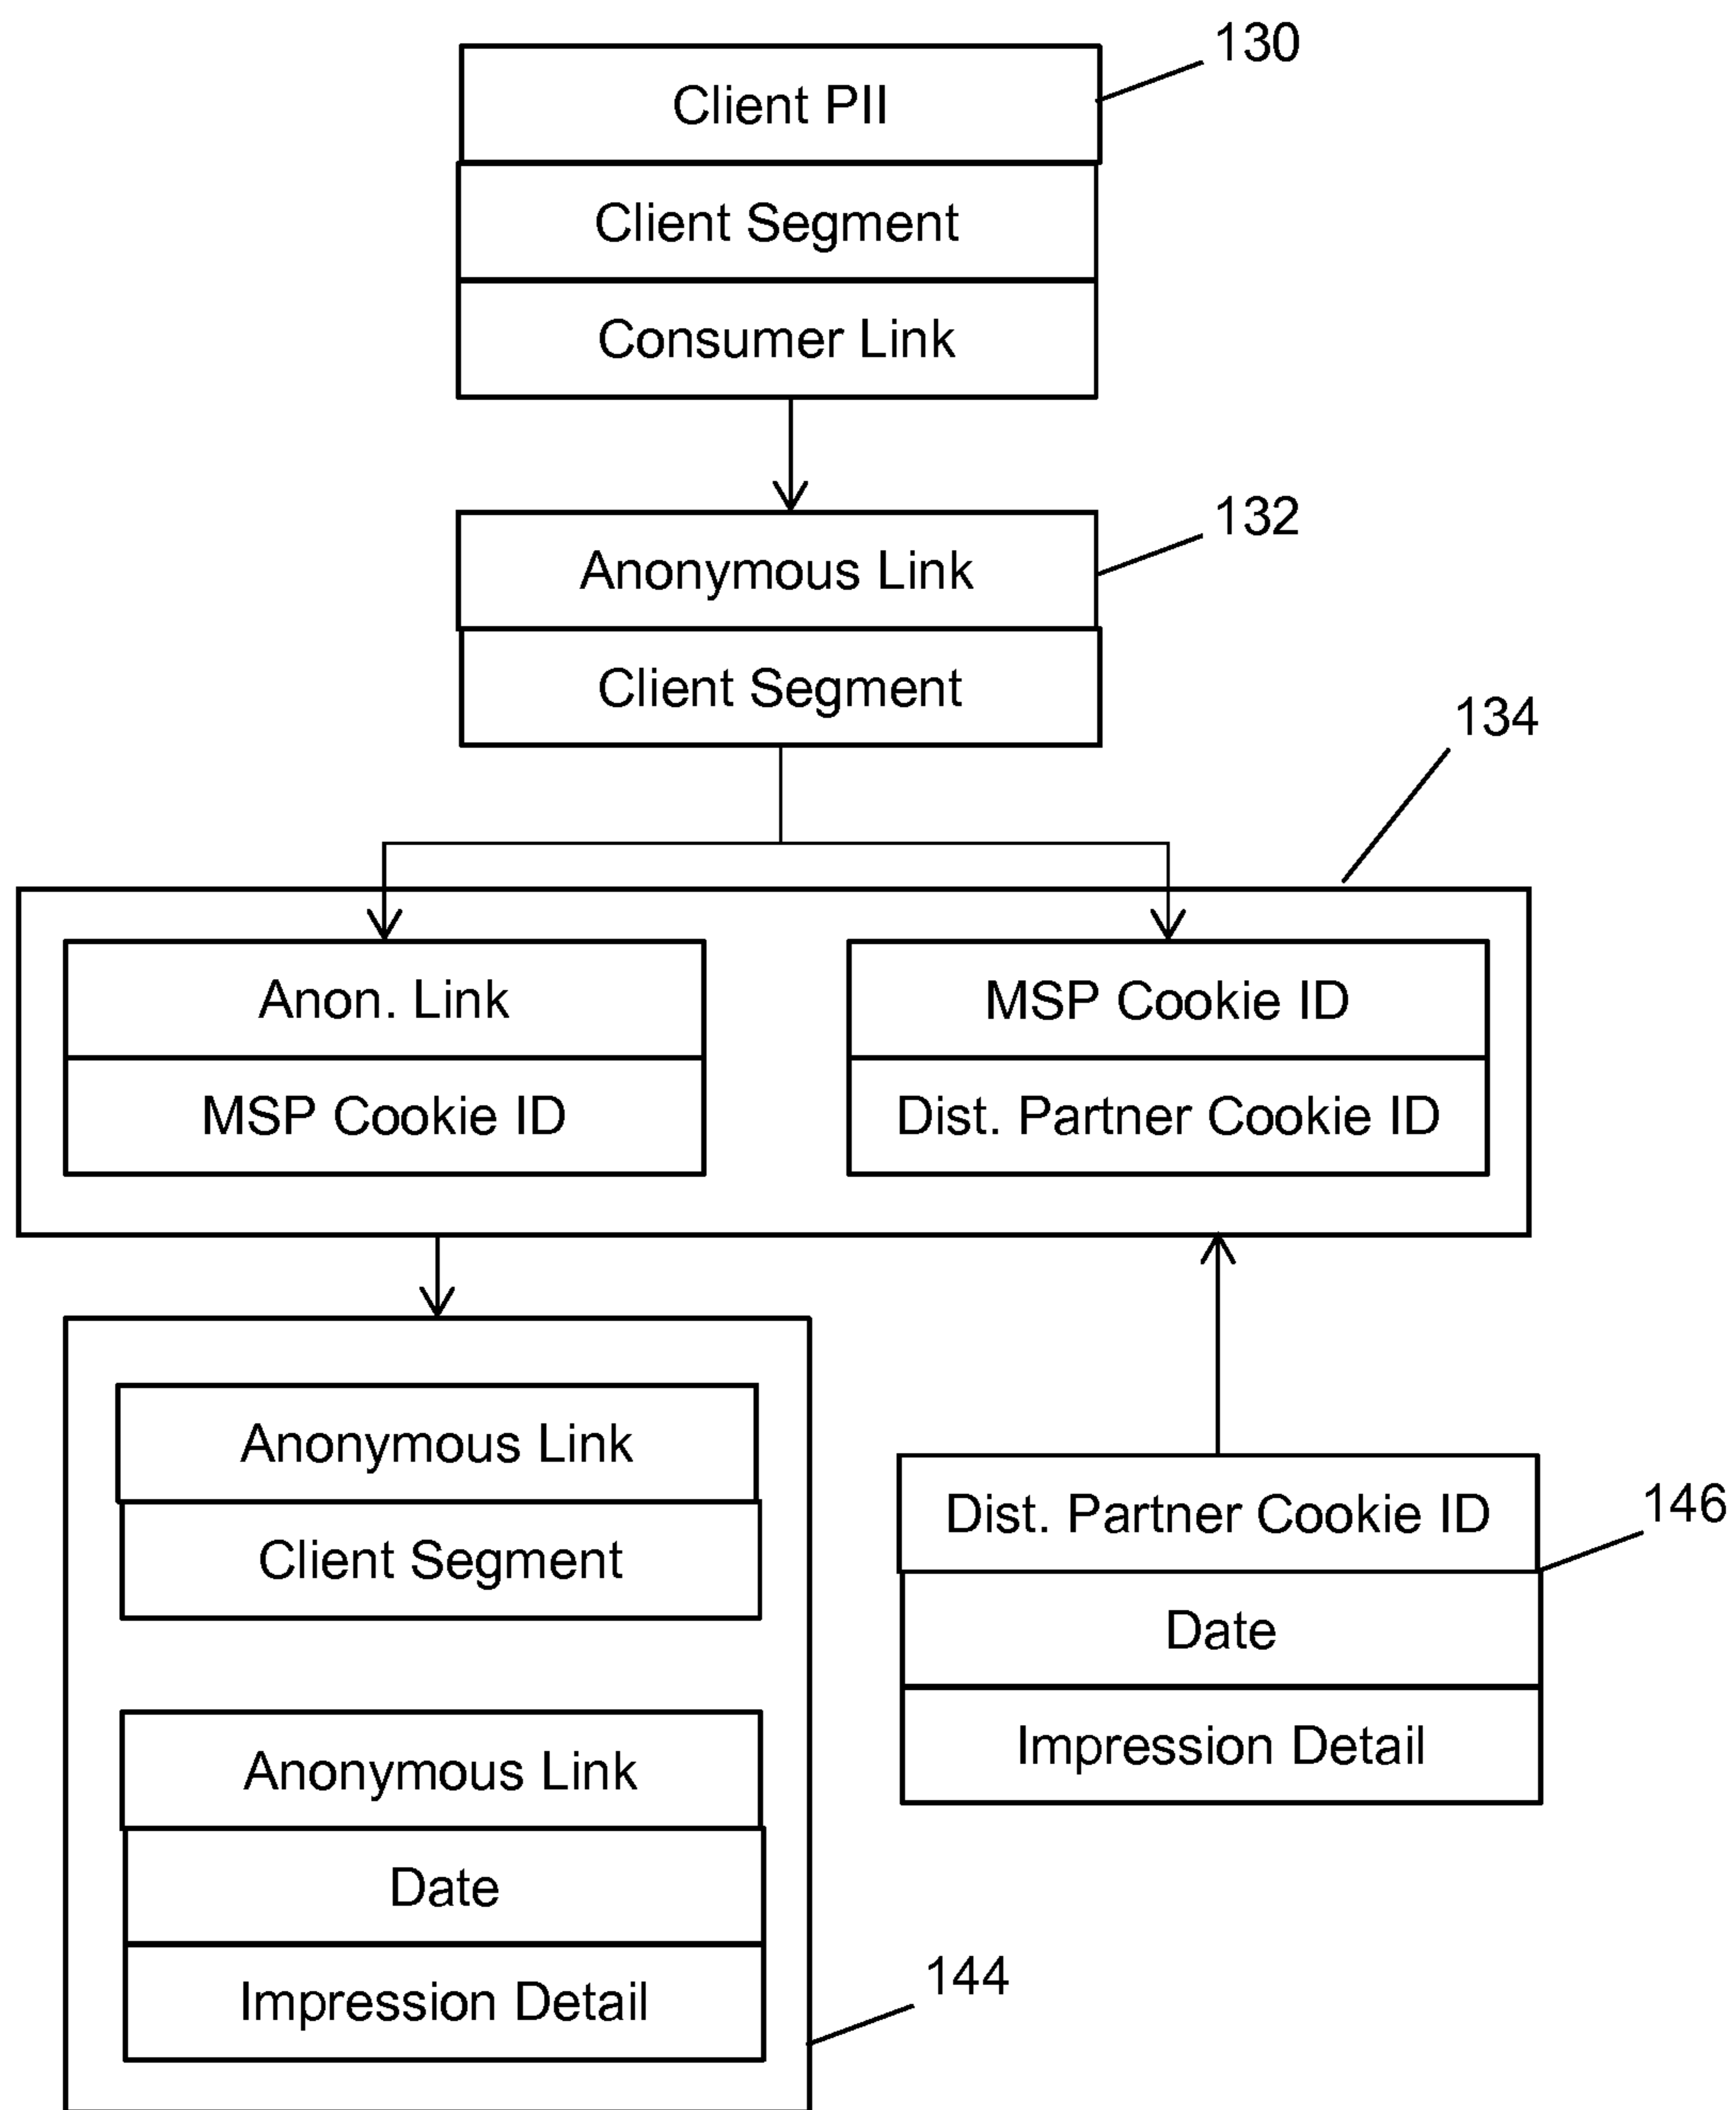 130
Client PII
Client Segment
Consumer Link
132
Anonymous Link
Client Segment
134
Anon. Link
MSP Cookie ID
MSP Cookie ID
Dist. Partner Cookie ID
Anonymous Link
Client Segment
Anonymous Link
Date
Impression Detail
144
Dist. Partner Cookie ID
146
Date
Impression Detail